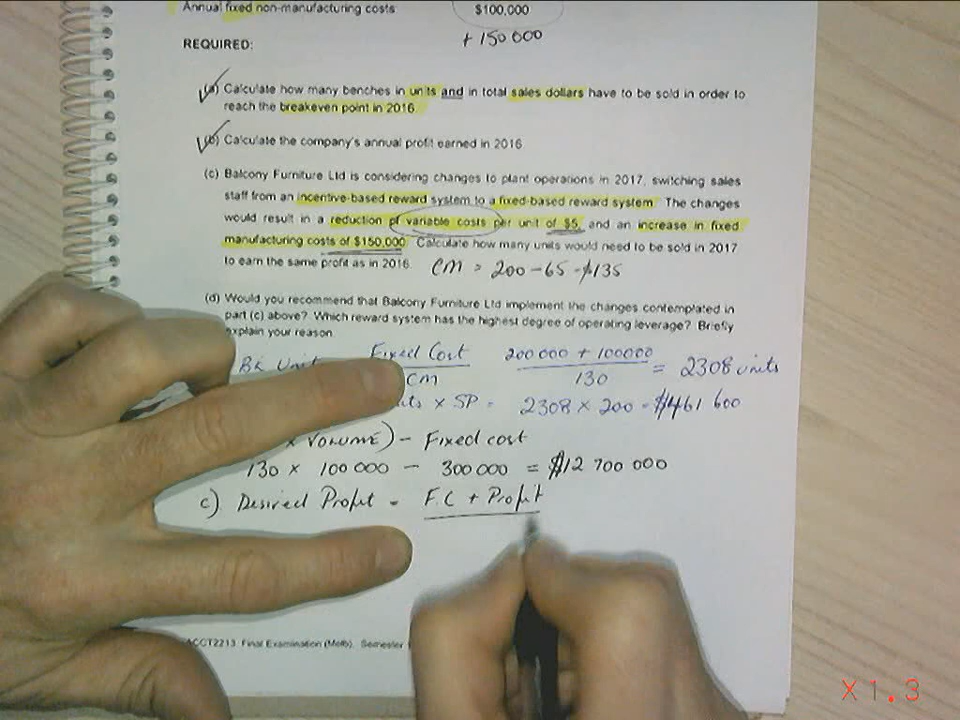 Annual fixed non-manufacturing costs $100,000
+ 150 000
REQUIRED:
(a) Calculate how many benches in units and in total sales dollars have to be sold in order to
reach the breakeven point in 2016.
(b) Calculate the company's annual profit earned in 2016
(c) Balcony Furniture Ltd is considering changes to plant operations in 2017, switching sales
staff from an incentive-based reward system to a fixed-based reward system. The changes
would result in a reduction of variable costs per unit of $5, and an increase in fixed
manufacturing costs of $150,000. Calculate how many units would need to be sold in 2017
to earn the same profit as in 2016. CM = 200 - 65 = $135
(d) Would you recommend that Balcony Furniture Ltd implement the changes contemplated in
part (c) above? Which reward system has the highest degree of operating leverage? Briefly
explain your reason.
BE Unit Fixed Cost 200 000 + 100000 = 2308 units
CM 130
× SP = 2308 × 200 = $461 600
× VOLUME) - Fixed cost
130 × 100 000 - 300 000 = $12 700 000
c) Desired Profit = F.C + Profit
ACCT2213 Final Examination (Melb). Semester
X1.3